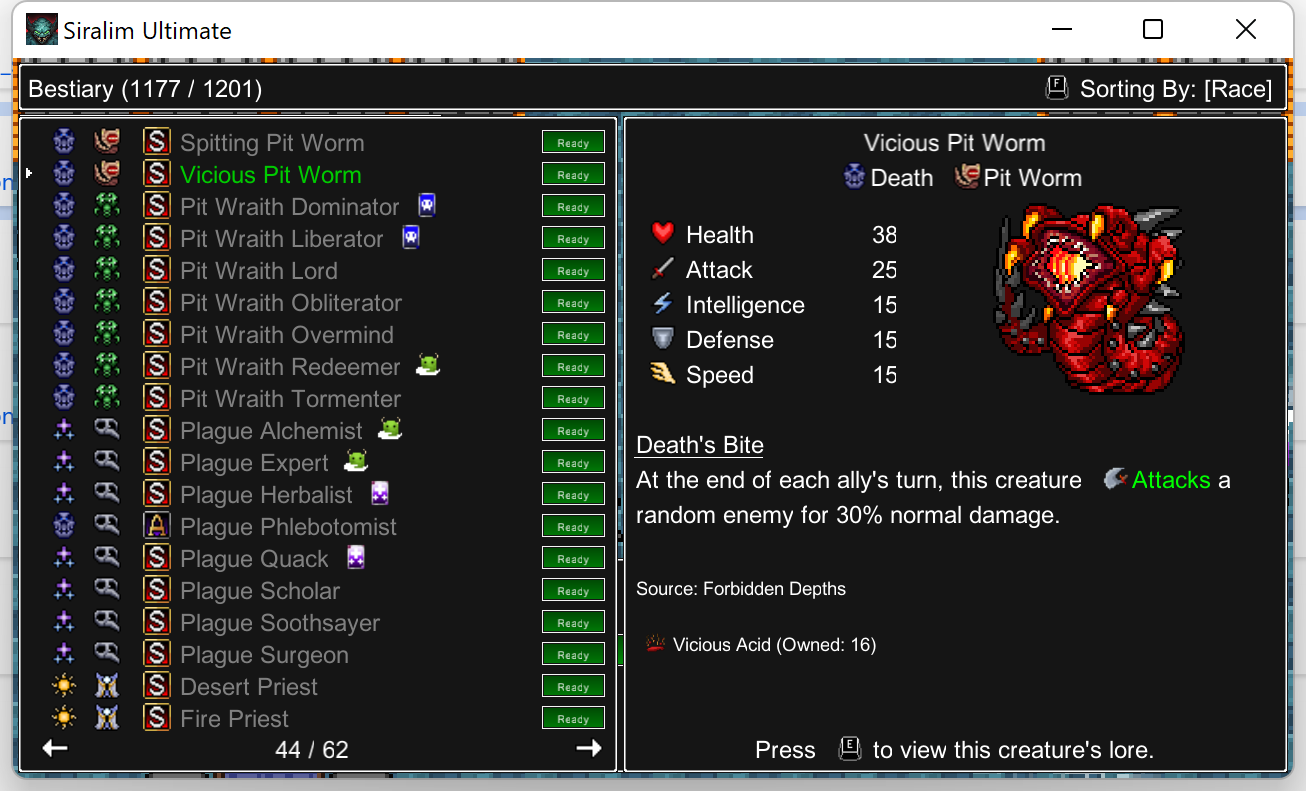 Siralim Ultimate
Bestiary (1177 / 1201)
F Sorting By: [Race]
S Spitting Pit Worm Ready
S Vicious Pit Worm Ready
S Pit Wraith Dominator Ready
S Pit Wraith Liberator Ready
S Pit Wraith Lord Ready
S Pit Wraith Obliterator Ready
S Pit Wraith Overmind Ready
S Pit Wraith Redeemer Ready
S Pit Wraith Tormenter Ready
S Plague Alchemist Ready
S Plague Expert Ready
S Plague Herbalist Ready
A Plague Phlebotomist Ready
S Plague Quack Ready
S Plague Scholar Ready
S Plague Soothsayer Ready
S Plague Surgeon Ready
S Desert Priest Ready
S Fire Priest Ready
44 / 62
Vicious Pit Worm
Death Pit Worm
Health 38
Attack 25
Intelligence 15
Defense 15
Speed 15
Death's Bite
At the end of each ally's turn, this creature Attacks a
random enemy for 30% normal damage.
Source: Forbidden Depths
Vicious Acid (Owned: 16)
Press E to view this creature's lore.